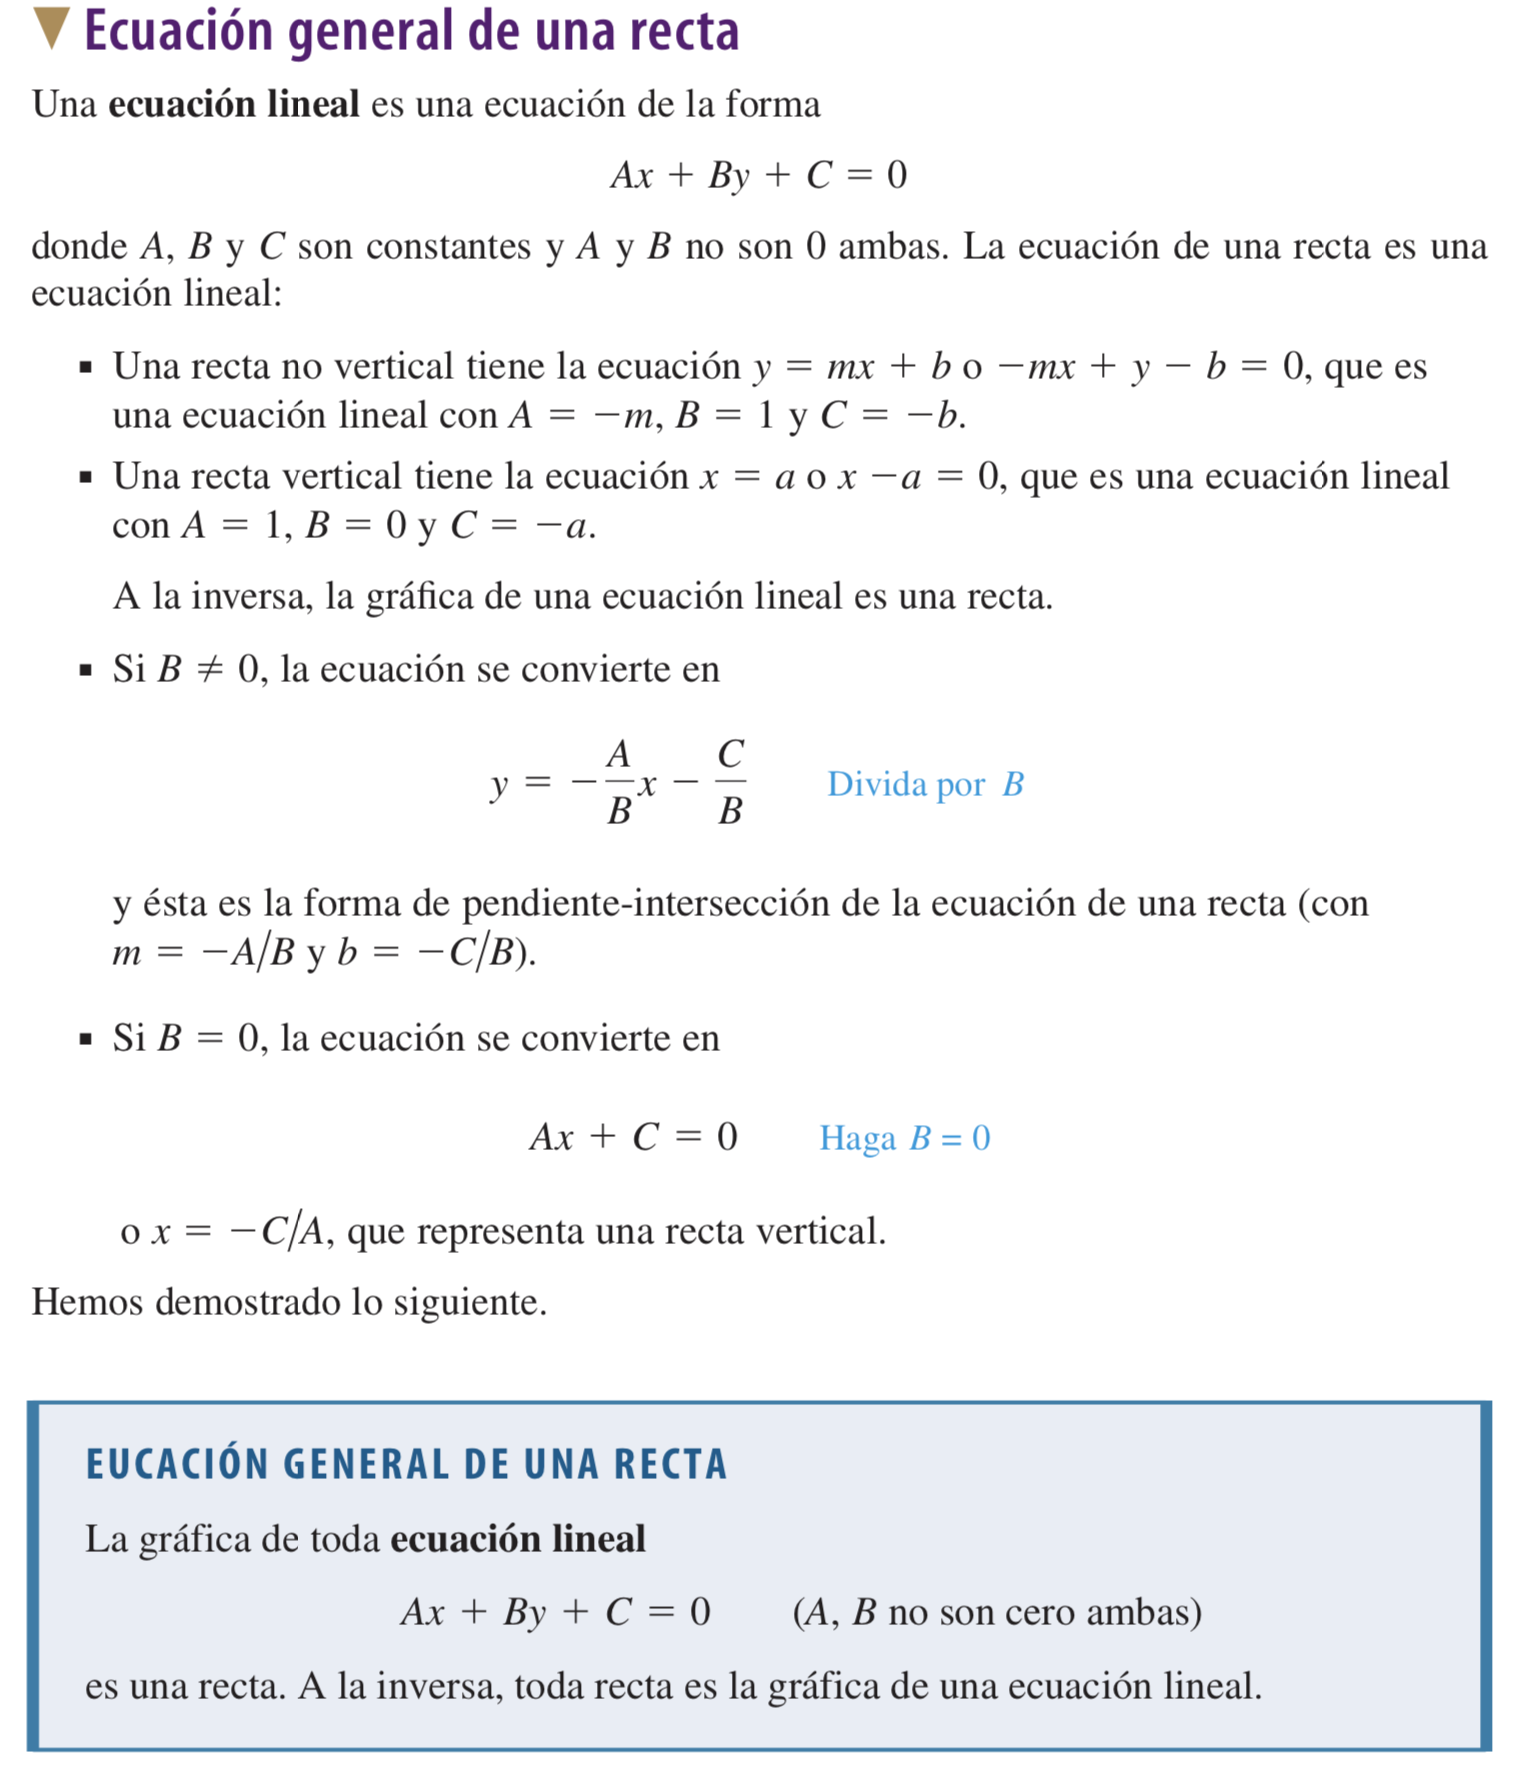 ▼ Ecuación general de una recta
Una ecuación lineal es una ecuación de la forma
Ax + By + C = 0
donde A, B y C son constantes y A y B no son 0 ambas. La ecuación de una recta es una
ecuación lineal:
▪ Una recta no vertical tiene la ecuación y = mx + b o −mx + y − b = 0, que es
una ecuación lineal con A = −m, B = 1 y C = −b.
▪ Una recta vertical tiene la ecuación x = a o x −a = 0, que es una ecuación lineal
con A = 1, B = 0 y C = −a.
A la inversa, la gráfica de una ecuación lineal es una recta.
▪ Si B ≠ 0, la ecuación se convierte en
y = −A/B x − C/B Divida por B
y ésta es la forma de pendiente-intersección de la ecuación de una recta (con
m = −A/B y b = −C/B).
▪ Si B = 0, la ecuación se convierte en
Ax + C = 0 Haga B = 0
o x = −C/A, que representa una recta vertical.
Hemos demostrado lo siguiente.
EUCACIÓN GENERAL DE UNA RECTA
La gráfica de toda ecuación lineal
Ax + By + C = 0 (A, B no son cero ambas)
es una recta. A la inversa, toda recta es la gráfica de una ecuación lineal.